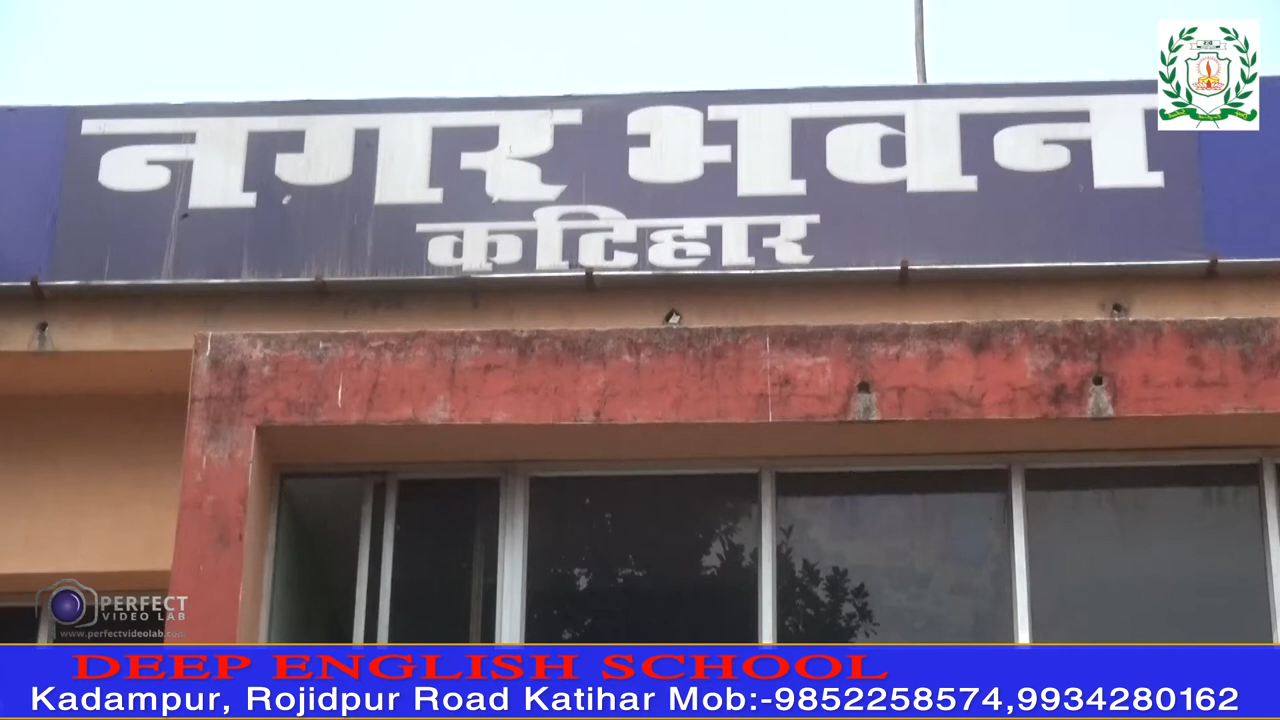 नगर भवन
कटिहार
PERFECT
VIDEO LAB
www.perfectvideolab.com
DEEP ENGLISH SCHOOL
Kadampur, Rojidpur Road Katihar Mob:-9852258574,9934280162